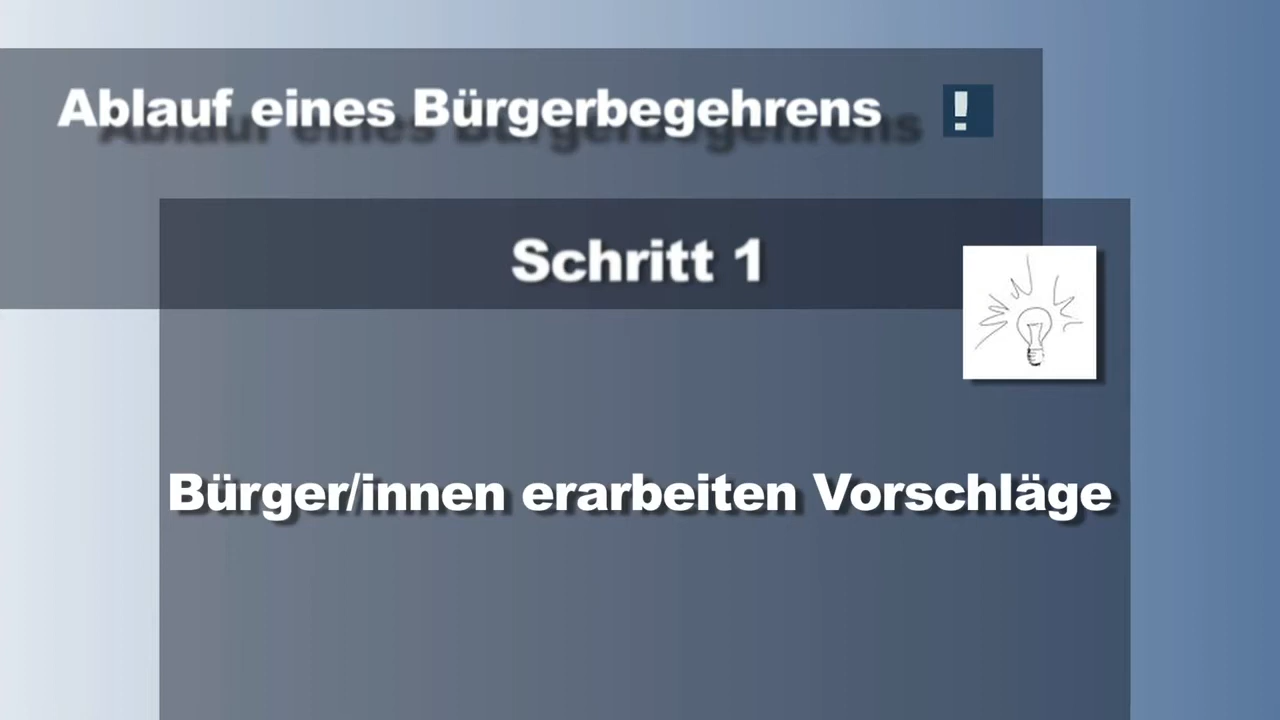 Ablauf eines Bürgerbegehrens !
Schritt 1
Bürger/innen erarbeiten Vorschläge